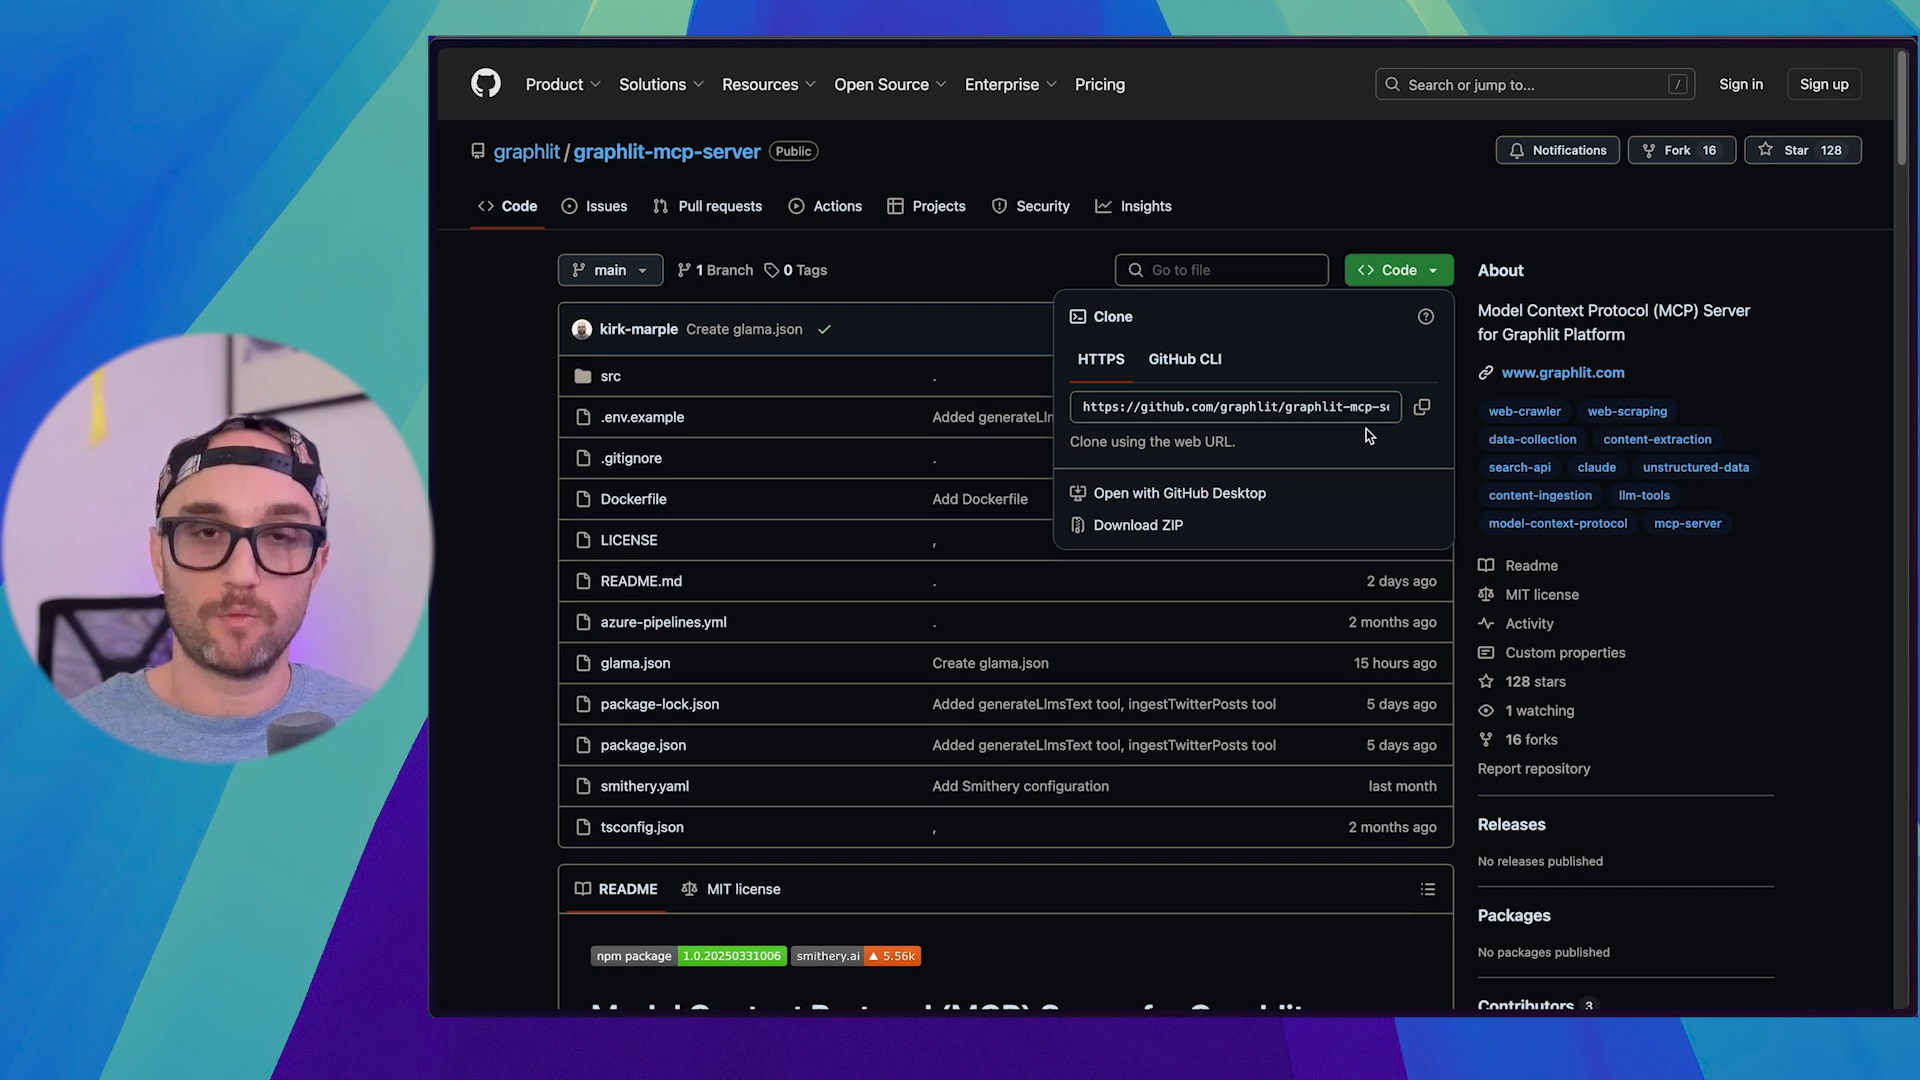 Product
Solutions
Resources
Open Source
Enterprise
Pricing
Search or jump to...
/
Sign in
Sign up
graphlit/graphlit-mcp-server
Public
Notifications
Fork 16
Star 128
Code
Issues
Pull requests
Actions
Projects
Security
Insights
main
1 Branch
0 Tags
Go to file
Code
kirk-marple Create glama.json
src .
.env.example Added generateLlm
.gitignore .
Dockerfile Add Dockerfile
LICENSE ,
README.md . 2 days ago
azure-pipelines.yml . 2 months ago
glama.json Create glama.json 15 hours ago
package-lock.json Added generateLlmsText tool, ingestTwitterPosts tool 5 days ago
package.json Added generateLlmsText tool, ingestTwitterPosts tool 5 days ago
smithery.yaml Add Smithery configuration last month
tsconfig.json , 2 months ago
Clone
HTTPS
GitHub CLI
https://github.com/graphlit/graphlit-mcp-se
Clone using the web URL.
Open with GitHub Desktop
Download ZIP
README
MIT license
npm package 1.0.20250331006
smithery.ai ▲ 5.56k
About
Model Context Protocol (MCP) Server
for Graphlit Platform
www.graphlit.com
web-crawler web-scraping
data-collection content-extraction
search-api claude unstructured-data
content-ingestion llm-tools
model-context-protocol mcp-server
Readme
MIT license
Activity
Custom properties
128 stars
1 watching
16 forks
Report repository
Releases
No releases published
Packages
No packages published
Contributors 3